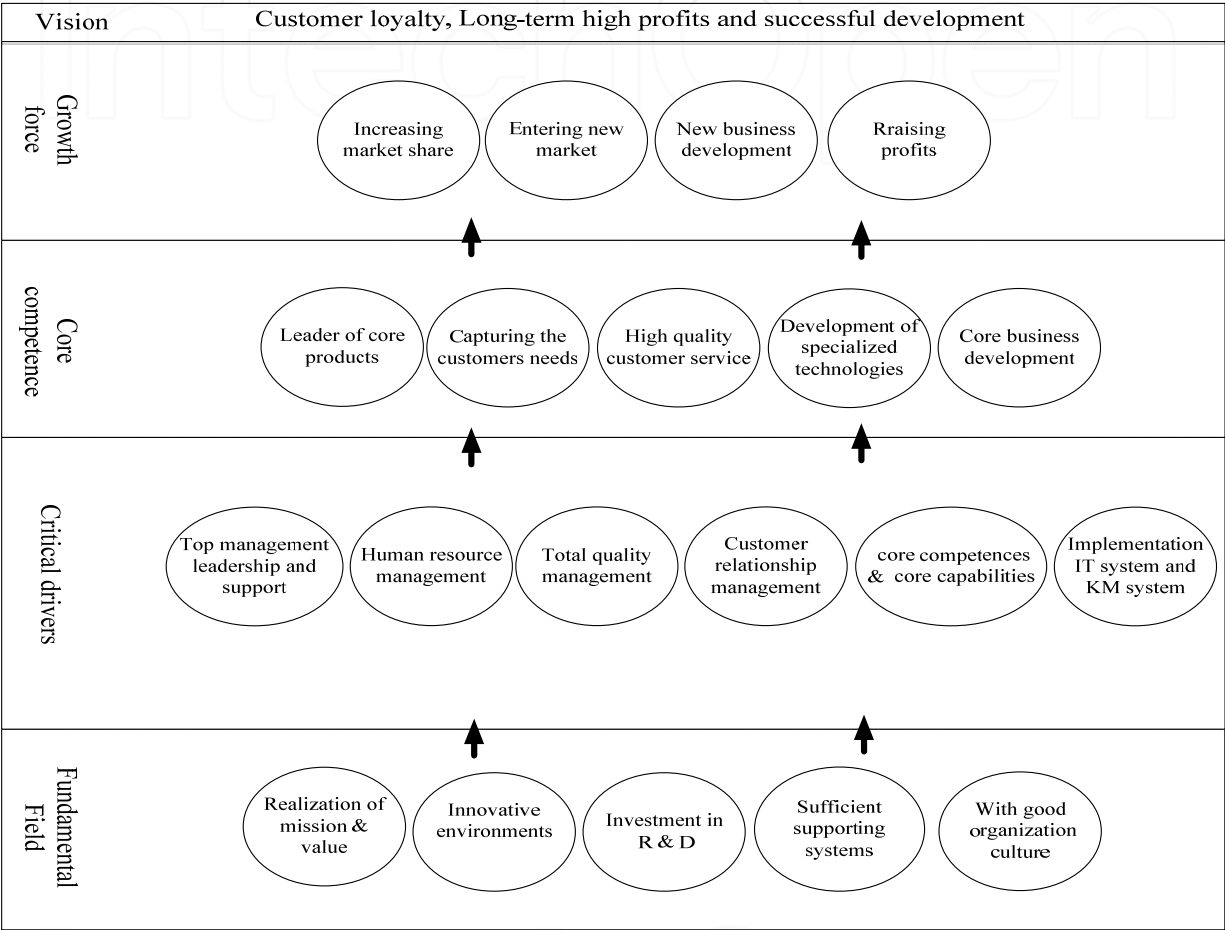 Vision
Customer loyalty, Long-term high profits and successful development
IntechOpen
Growth
force
Increasing
market share
Entering new
market
New business
development
Rraising
profits
Core
competence
Leader of core
products
Capturing the
customers needs
High quality
customer service
Development of
specialized
technologies
Core business
development
Critical drivers
Top management
leadership and
support
Human resource
management
Total quality
management
Customer
relationship
management
core competences
& core capabilities
Implementation
IT system and
KM system
Fundamental
Field
Realization of
mission &
value
Innovative
environments
Investment in
R & D
Sufficient
supporting
systems
With good
organization
culture